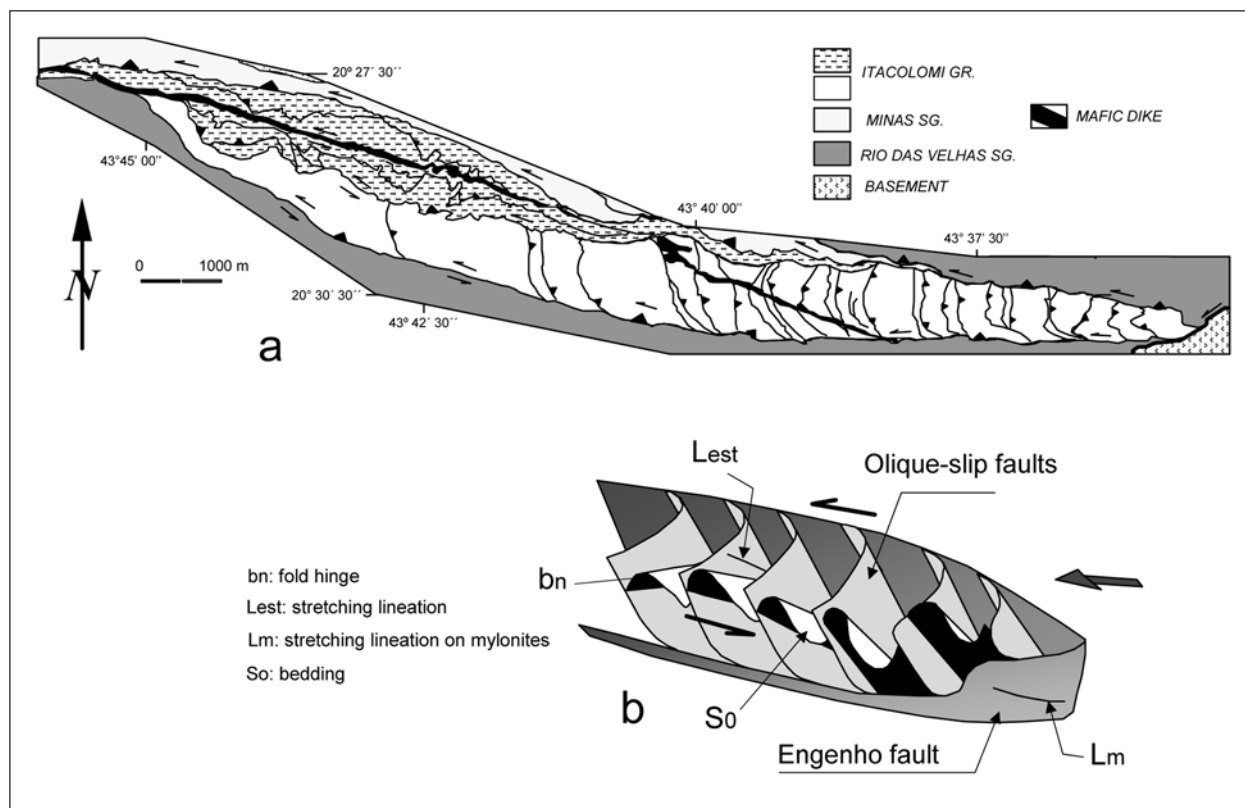 20º 27´ 30´´
ITACOLOMI GR.
MINAS SG.
MAFIC DIKE
RIO DAS VELHAS SG.
BASEMENT
43º 45´ 00´´
43º 40´ 00´´
43º 37´ 30´´
N
0 1000 m
20º 30´ 30´´
43º 42´ 30´´
a
Lest
Olique-slip faults
bn: fold hinge
bn
Lest: stretching lineation
Lm: stretching lineation on mylonites
So: bedding
b
S0
Engenho fault
Lm